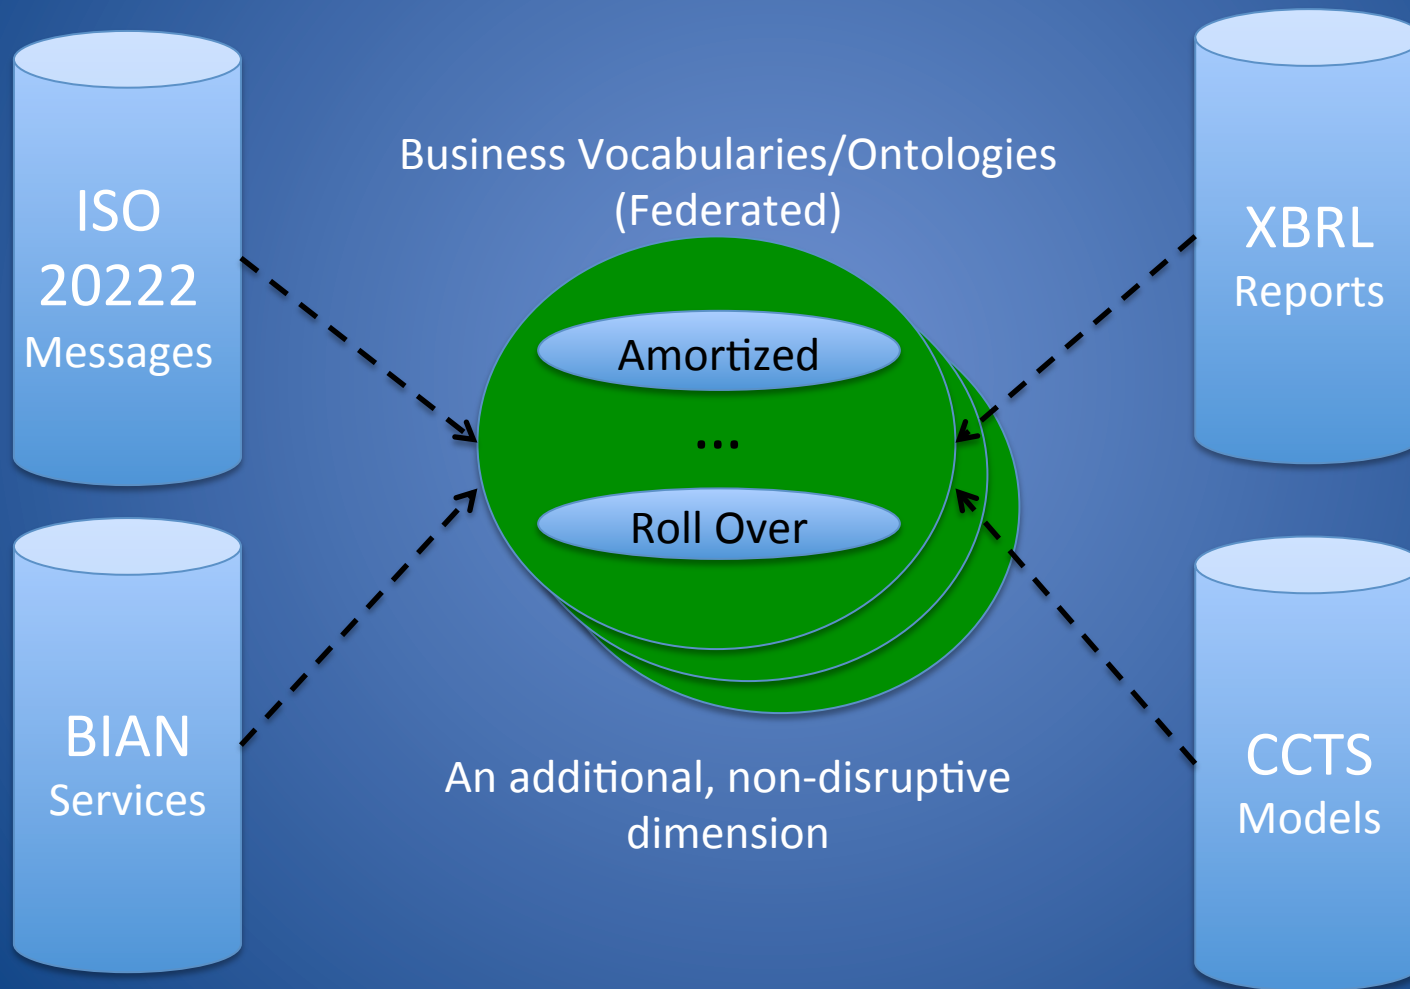 Business Vocabularies/Ontologies
(Federated)
ISO
20222
Messages
XBRL
Reports
Amortized
...
Roll Over
BIAN
Services
An additional, non-disruptive
dimension
CCTS
Models